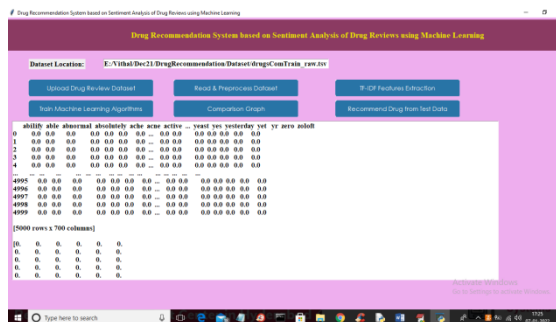 Drug Recommendation System based on Sentiment Analysis of Drug Reviews using Machine Learning
Drug Recommendation System based on Sentiment Analysis of Drug Reviews using Machine Learning
Dataset Location: E:/Vithal/Dec21/DrugRecommendation/Dataset/drugsComTrain_raw.tsv
Upload Drug Review Dataset Read & Preprocess Dataset TF-IDF Features Extraction
Train Machine Learning Algorithms Comparison Graph Recommend Drug from Test Data
abilify able abnormal absolutely ache acne active ... yeast yes yesterday yet yr zero zoloft
0 0.0 0.0 0.0 0.0 0.0 0.0 0.0 ... 0.0 0.0 0.0 0.0 0.0 0.0 0.0
1 0.0 0.0 0.0 0.0 0.0 0.0 0.0 ... 0.0 0.0 0.0 0.0 0.0 0.0 0.0
2 0.0 0.0 0.0 0.0 0.0 0.0 0.0 ... 0.0 0.0 0.0 0.0 0.0 0.0 0.0
3 0.0 0.0 0.0 0.0 0.0 0.0 0.0 ... 0.0 0.0 0.0 0.0 0.0 0.0 0.0
4 0.0 0.0 0.0 0.0 0.0 0.0 0.0 ... 0.0 0.0 0.0 0.0 0.0 0.0 0.0
... ... ... ... ... ... ... ... ... ... ... ... ... ... ... ...
4995 0.0 0.0 0.0 0.0 0.0 0.0 0.0 ... 0.0 0.0 0.0 0.0 0.0 0.0 0.0
4996 0.0 0.0 0.0 0.0 0.0 0.0 0.0 ... 0.0 0.0 0.0 0.0 0.0 0.0 0.0
4997 0.0 0.0 0.0 0.0 0.0 0.0 0.0 ... 0.0 0.0 0.0 0.0 0.0 0.0 0.0
4998 0.0 0.0 0.0 0.0 0.0 0.0 0.0 ... 0.0 0.0 0.0 0.0 0.0 0.0 0.0
4999 0.0 0.0 0.0 0.0 0.0 0.0 0.0 ... 0.0 0.0 0.0 0.0 0.0 0.0 0.0
[5000 rows x 700 columns]
[0. 0. 0. 0. 0. 0.
0. 0. 0. 0. 0. 0.
0. 0. 0. 0. 0. 0.
0. 0. 0. 0. 0. 0.
0. 0. 0. 0. 0. 0.
Activate Windows
Go to Settings to activate Windows.
Type here to search
17:25